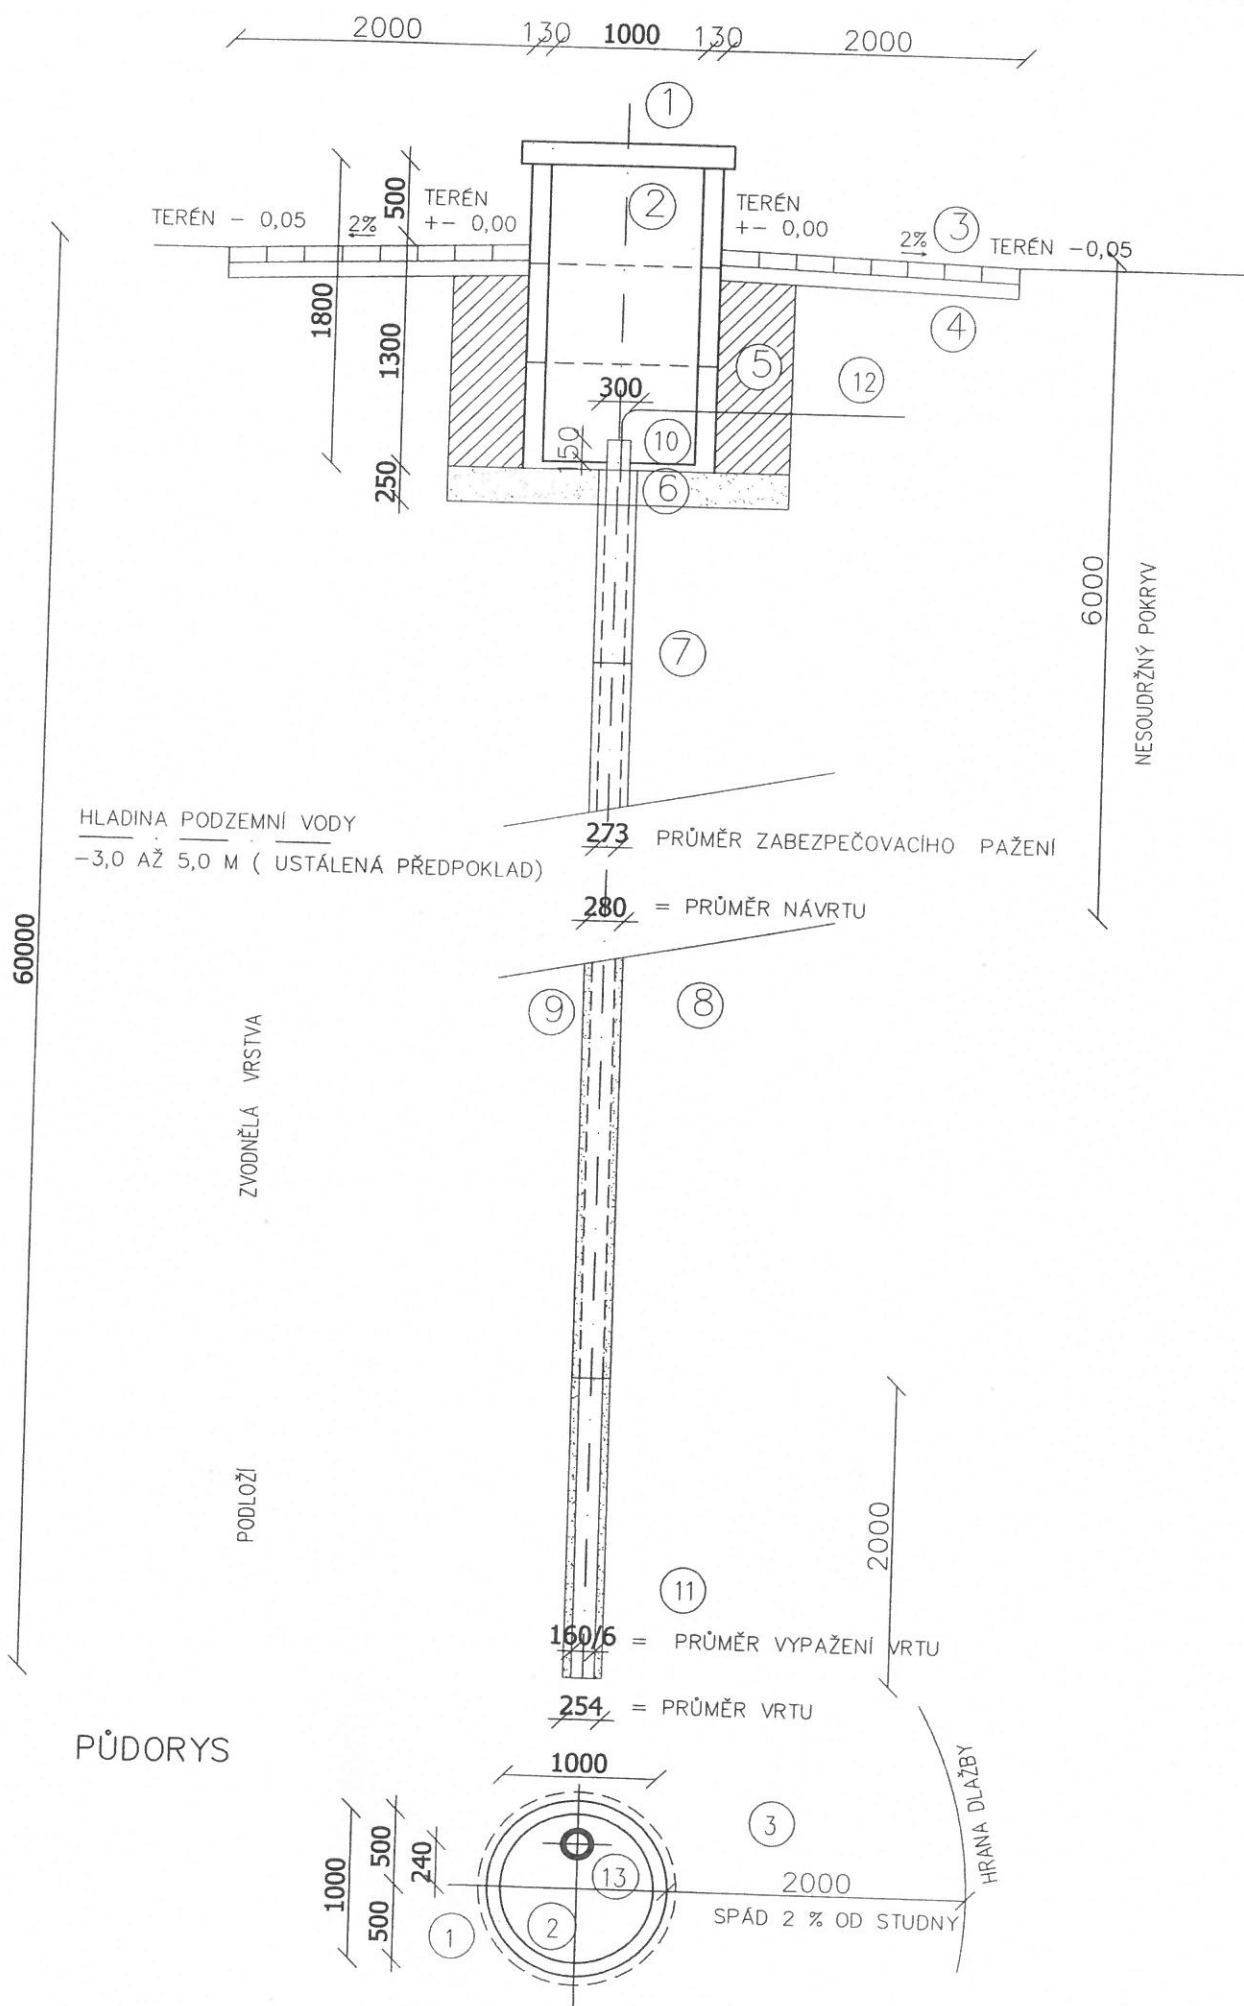 2000 130 1000 130 2000
1
2
500
TERÉN
+- 0,00
TERÉN - 0,05
2%
TERÉN
+- 0,00
2%
3
TERÉN -0,05
1800
1300
4
5
12
300
150
10
250
6
6000
NESOUDRŽNÝ POKRYV
7
HLADINA PODZEMNÍ VODY
-3,0 AŽ 5,0 M ( USTÁLENÁ PŘEDPOKLAD)
273 PRŮMĚR ZABEZPEČOVACÍHO PAŽENÍ
280 = PRŮMĚR NÁVRTU
60000
9
8
ZVODNĚLÁ VRSTVA
PODLOŽÍ
2000
11
160/6 = PRŮMĚR VYPAŽENÍ VRTU
254 = PRŮMĚR VRTU
PŮDORYS
1000
HRANA DLAŽBY
3
1000
500
500
240
13
2000
SPÁD 2 % OD STUDNY
1
2